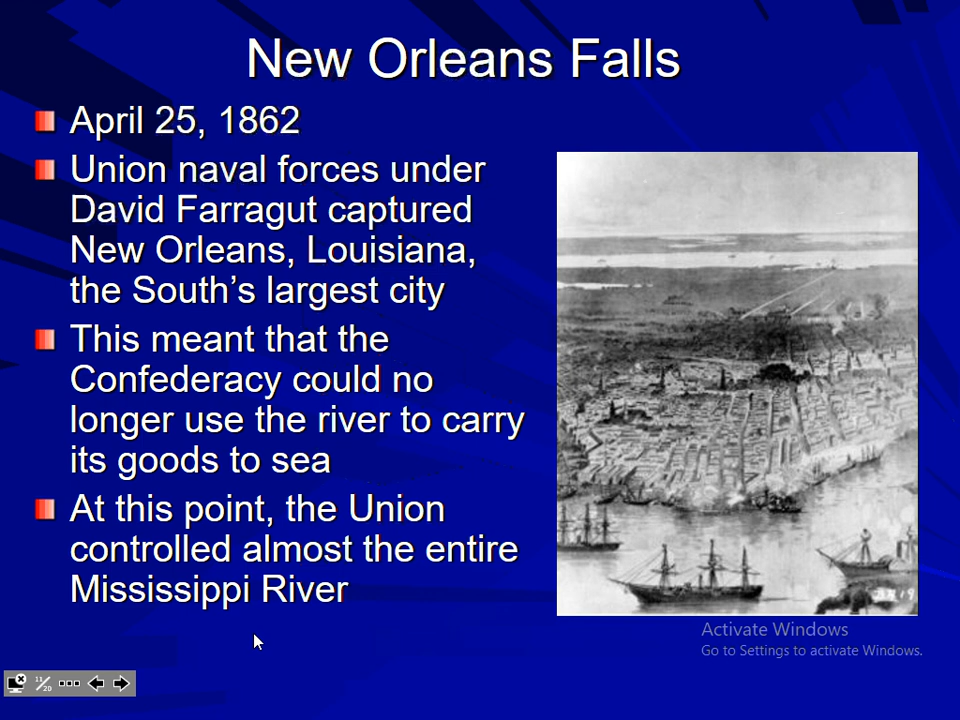 New Orleans Falls
April 25, 1862
Union naval forces under
David Farragut captured
New Orleans, Louisiana,
the South’s largest city
This meant that the
Confederacy could no
longer use the river to carry
its goods to sea
At this point, the Union
controlled almost the entire
Mississippi River
Activate Windows
Go to Settings to activate Windows.
11/20